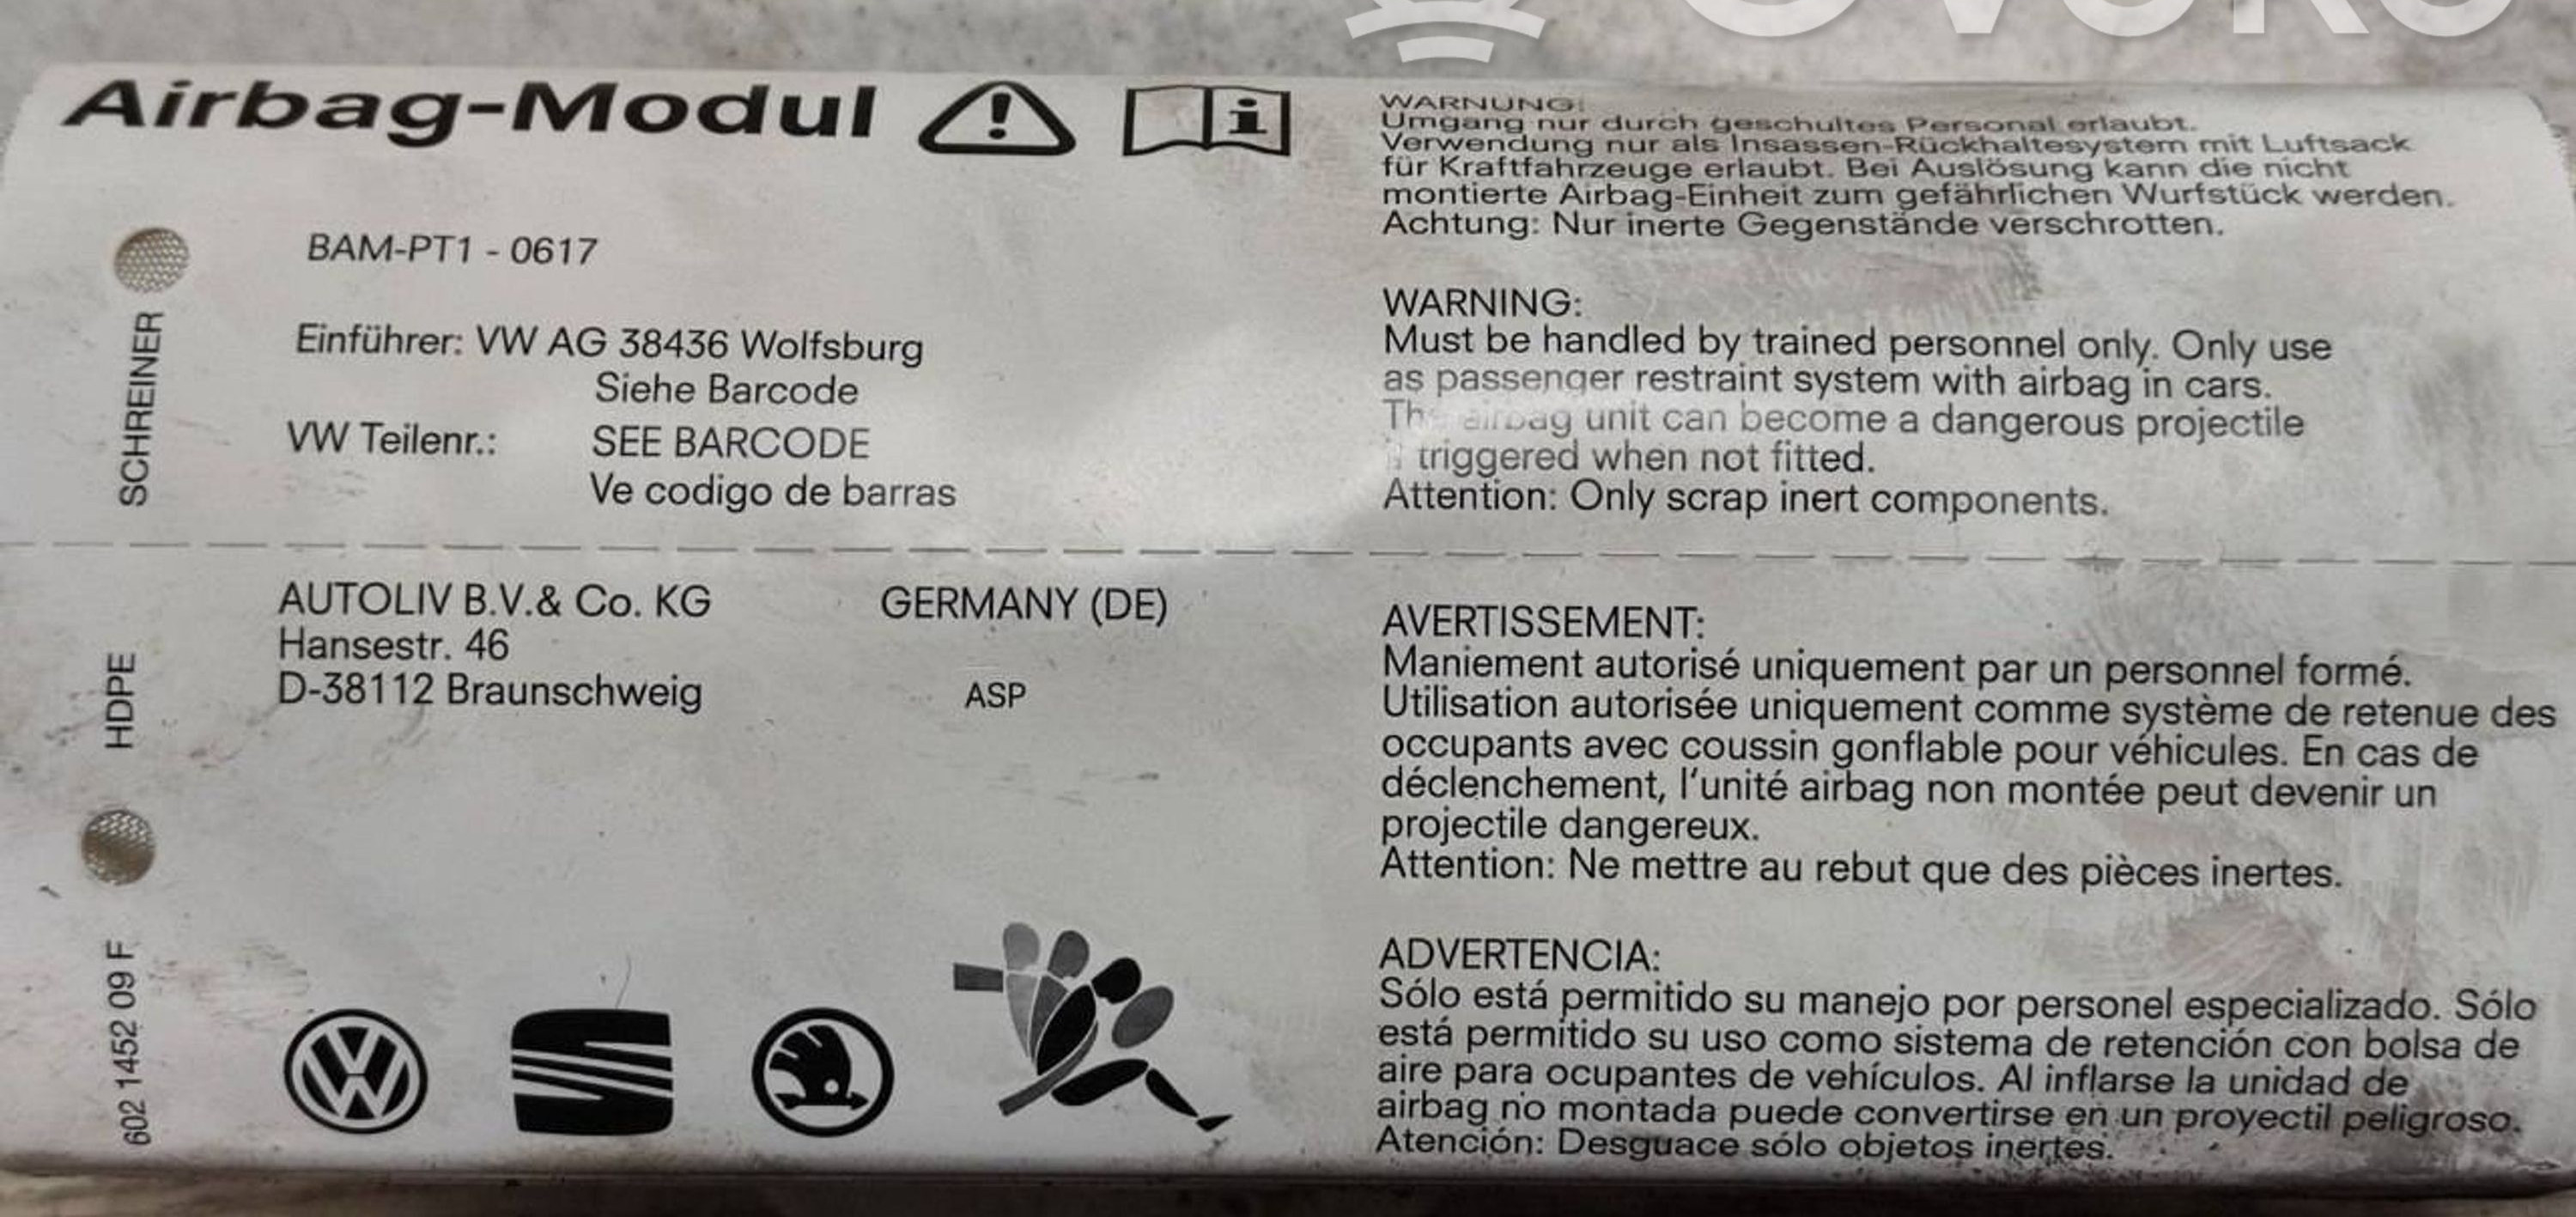 Airbag-Modul
BAM-PT1 - 0617
Einführer: VW AG 38436 Wolfsburg
Siehe Barcode
VW Teilenr.: SEE BARCODE
Ve codigo de barras
SCHREINER
AUTOLIV B.V.& Co. KG GERMANY (DE)
Hansestr. 46
D-38112 Braunschweig ASP
HDPE
602 1452 09 F
WARNUNG:
Umgang nur durch geschultes Personal erlaubt.
Verwendung nur als Insassen-Rückhaltesystem mit Luftsack
für Kraftfahrzeuge erlaubt. Bei Auslösung kann die nicht
montierte Airbag-Einheit zum gefährlichen Wurfstück werden.
Achtung: Nur inerte Gegenstände verschrotten.
WARNING:
Must be handled by trained personnel only. Only use
as passenger restraint system with airbag in cars.
The airbag unit can become a dangerous projectile
triggered when not fitted.
Attention: Only scrap inert components.
AVERTISSEMENT:
Maniement autorisé uniquement par un personnel formé.
Utilisation autorisée uniquement comme système de retenue des
occupants avec coussin gonflable pour véhicules. En cas de
déclenchement, l'unité airbag non montée peut devenir un
projectile dangereux.
Attention: Ne mettre au rebut que des pièces inertes.
ADVERTENCIA:
Sólo está permitido su manejo por personel especializado. Sólo
está permitido su uso como sistema de retención con bolsa de
aire para ocupantes de vehículos. Al inflarse la unidad de
airbag no montada puede convertirse en un proyectil peligroso.
Atención: Desguace sólo objetos inertes.